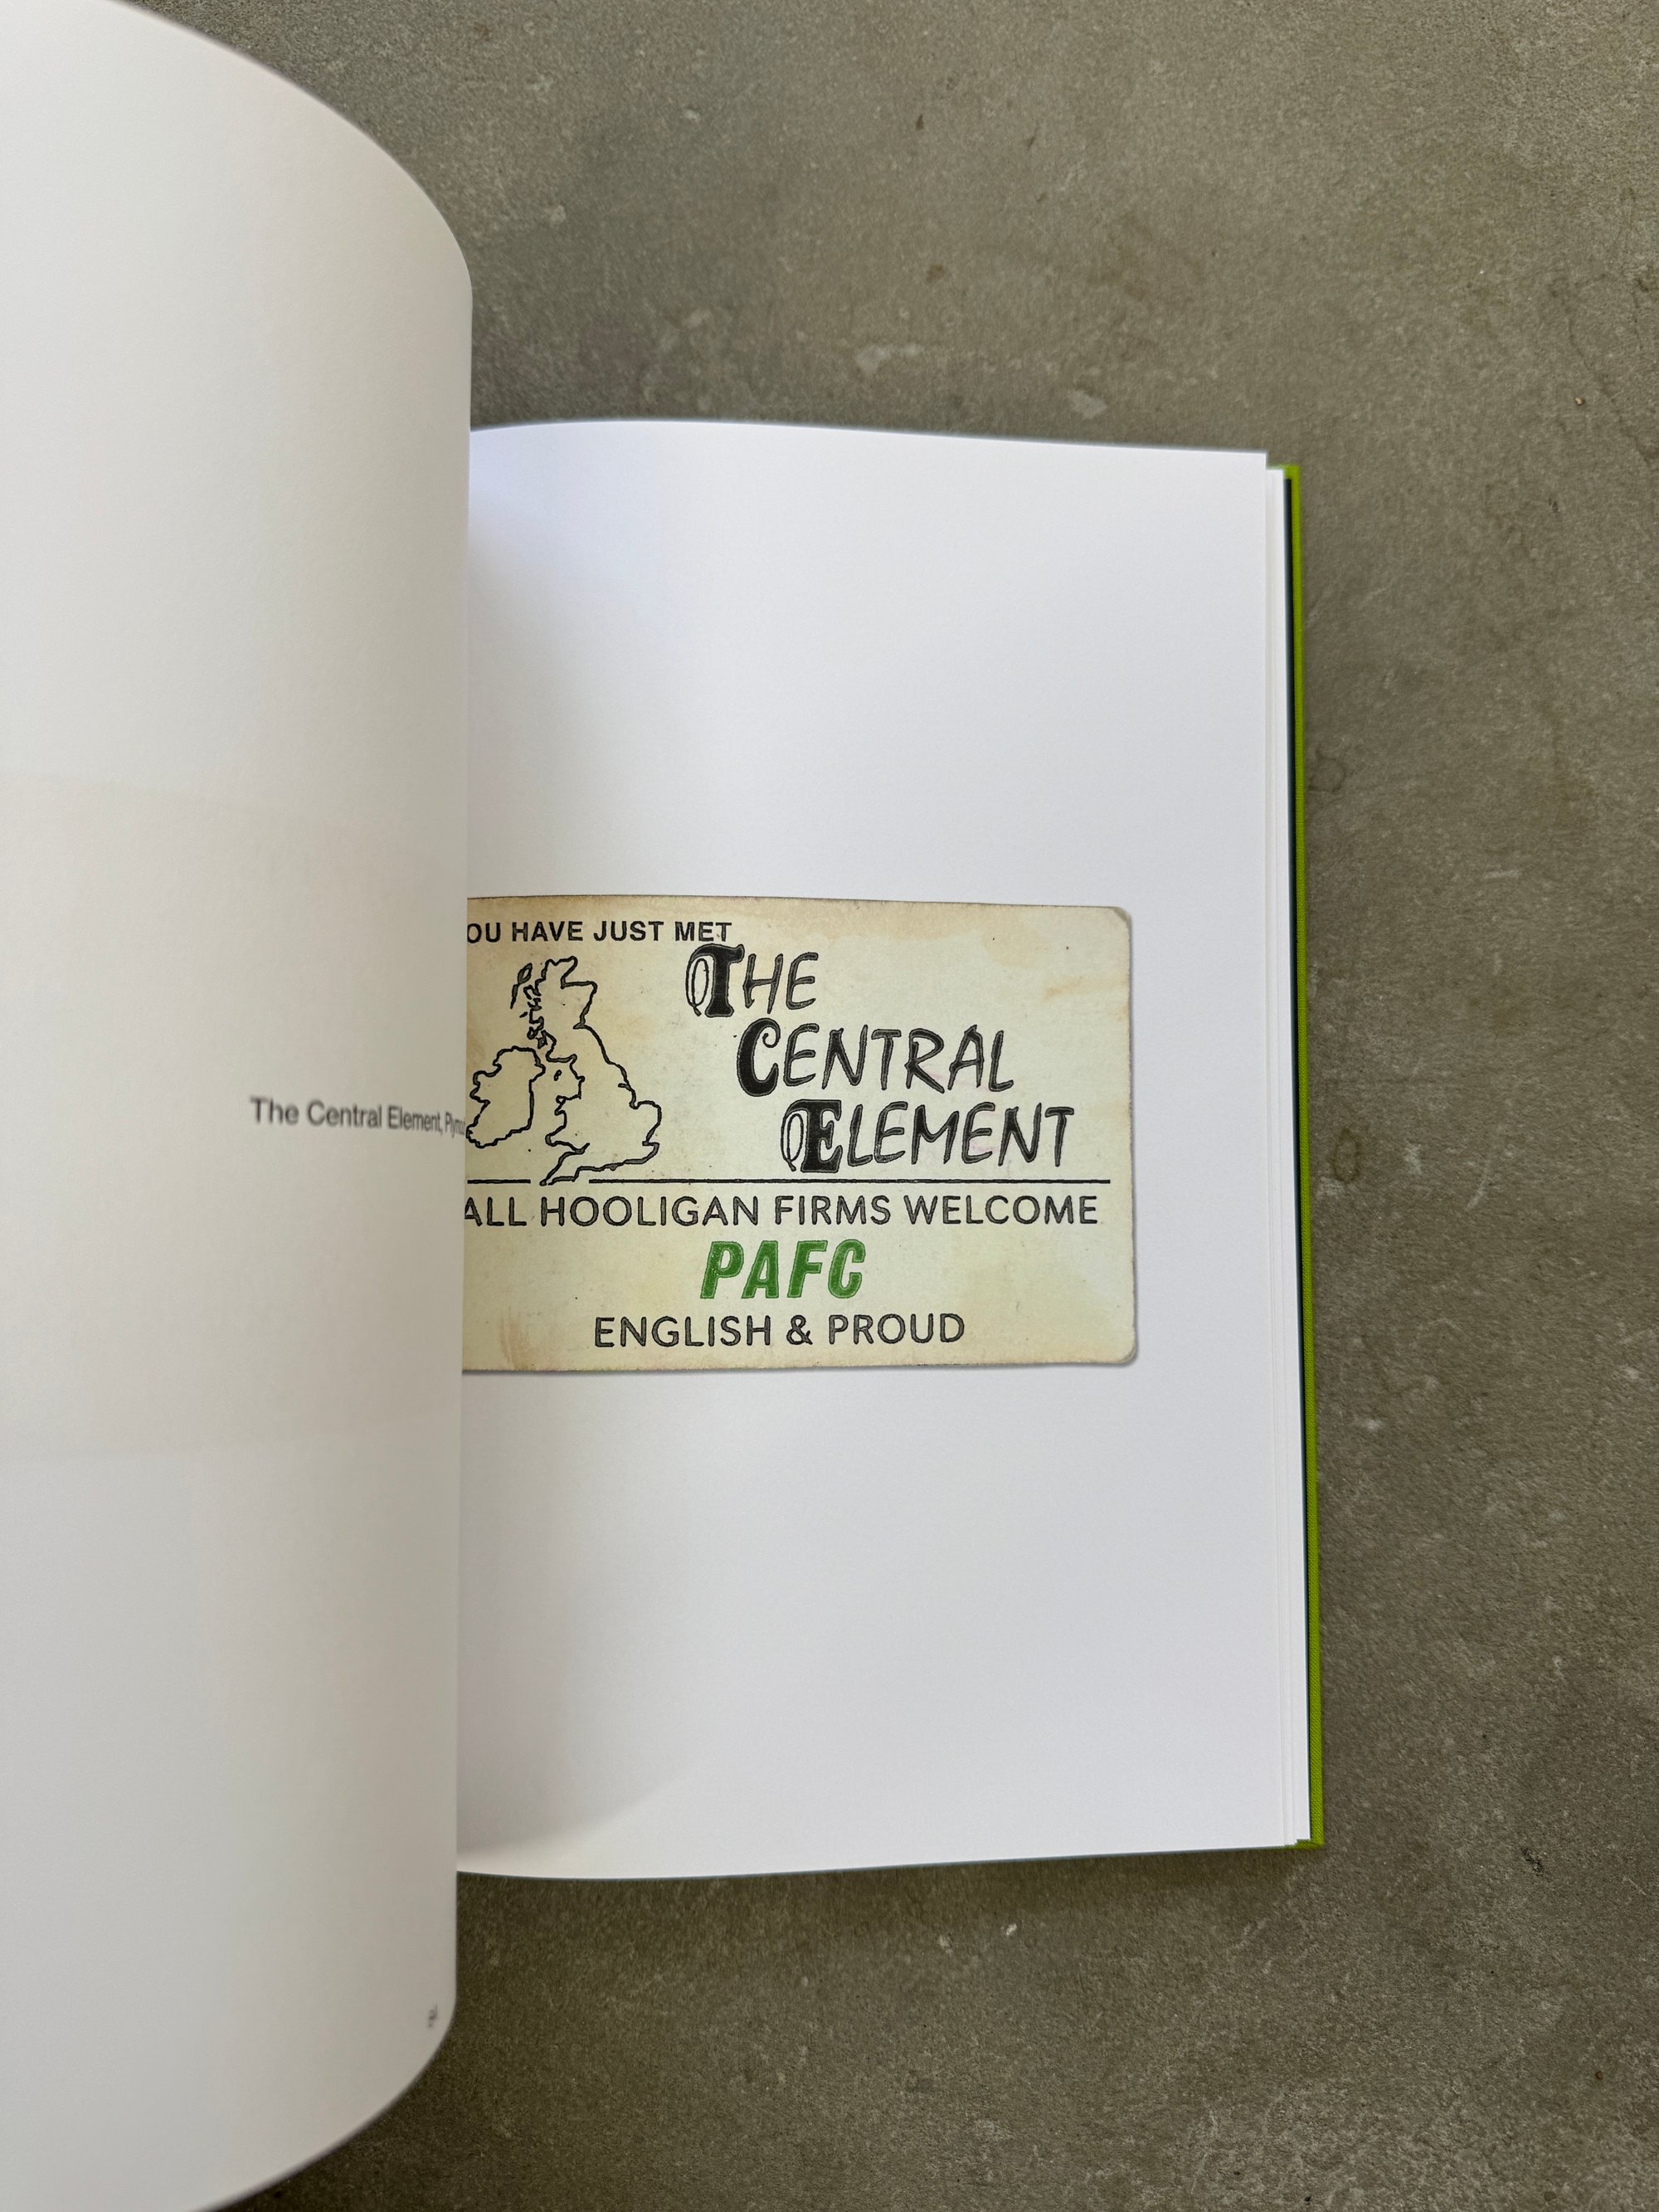 The Central Element,
OU HAVE JUST MET
THE
CENTRAL
ELEMENT
ALL HOOLIGAN FIRMS WELCOME
PAFC
ENGLISH & PROUD